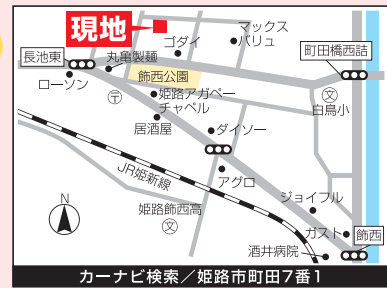 現地
マックス
バリュ
ゴダイ
長池東
丸亀製麺
町田橋西詰
飾西公園
ローソン
〒
姫路アガペー
チャペル
文
白鳥小
居酒屋
ダイソー
JR姫新線
アグロ
N
姫路飾西高
文
ジョイフル
ガスト
飾西
酒井病院
カーナビ検索／姫路市町田7番1